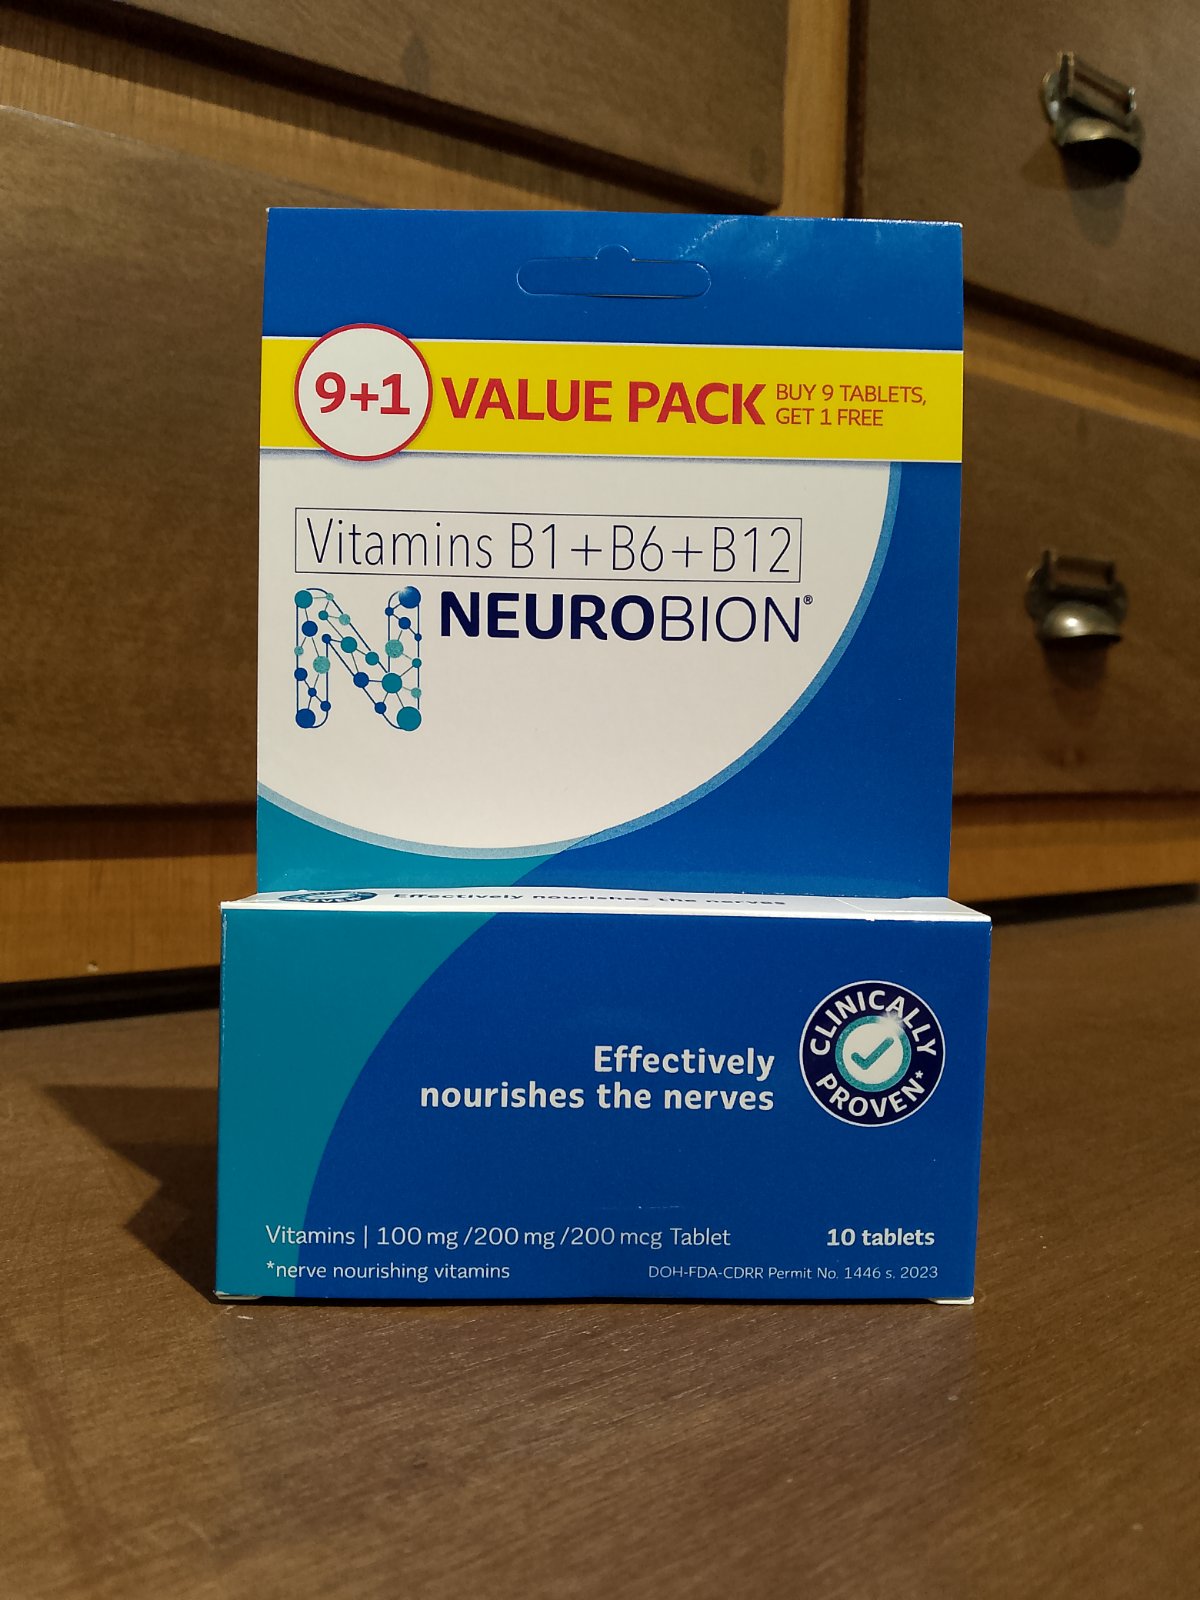 9+1
VALUE PACK
BUY 9 TABLETS,
GET 1 FREE
Vitamins B1+B6+B12
NEUROBION®
Effectively nourishes the nerves
Effectively
nourishes the nerves
CLINICALLY
PROVEN*
Vitamins | 100 mg /200 mg /200 mcg Tablet
10 tablets
*nerve nourishing vitamins
DOH-FDA-CDRR Permit No. 1446 s. 2023